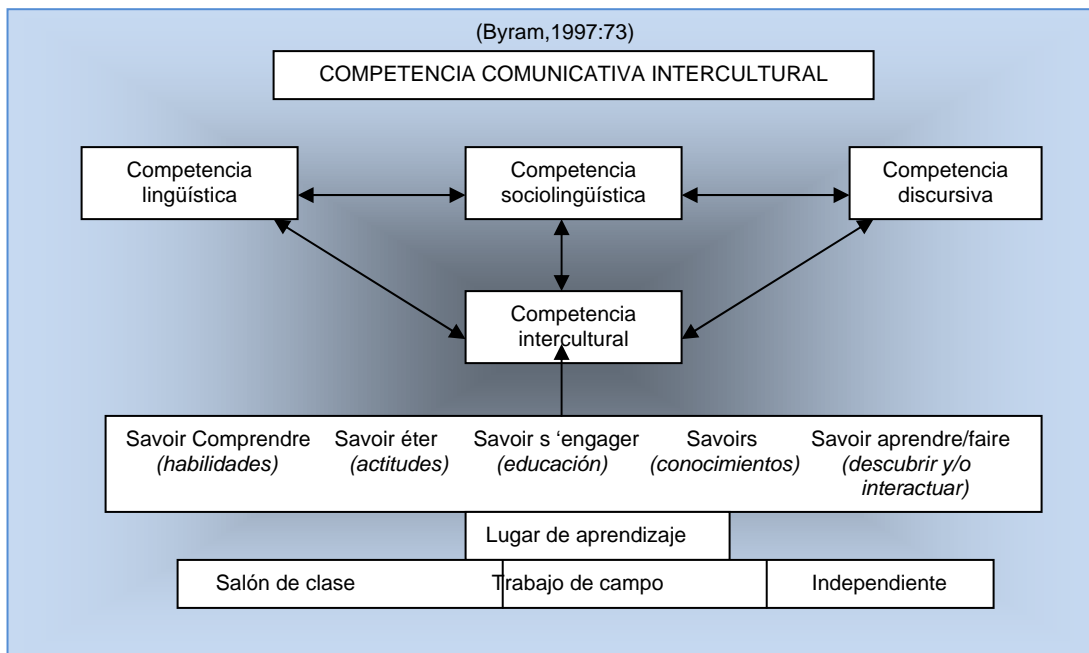 (Byram,1997:73)
COMPETENCIA COMUNICATIVA INTERCULTURAL
Competencia
lingüística
Competencia
sociolingüística
Competencia
discursiva
Competencia
intercultural
Savoir Comprendre
(habilidades)
Savoir éter
(actitudes)
Savoir s ‘engager
(educación)
Savoirs
(conocimientos)
Savoir aprendre/faire
(descubrir y/o
interactuar)
Lugar de aprendizaje
Salón de clase
Trabajo de campo
Independiente